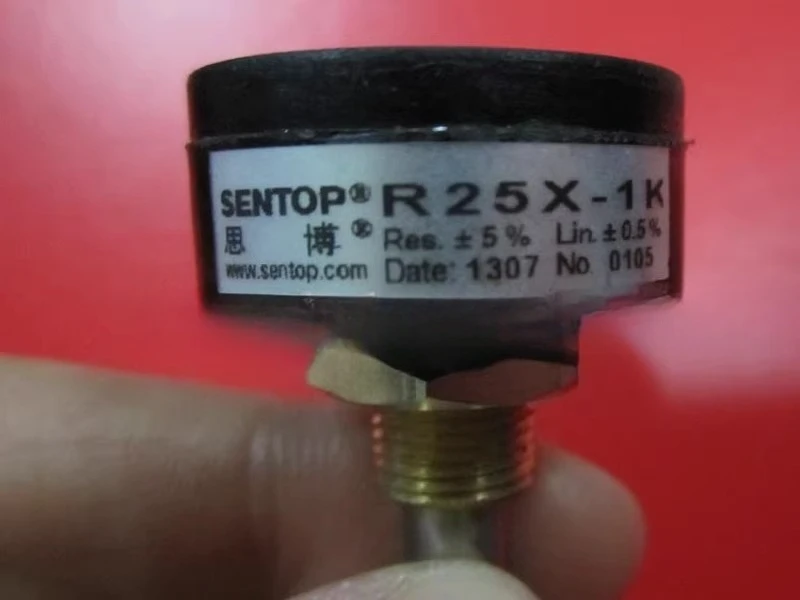 SENTOP® R25X-1K
思 博® Res. ±5% Lin. ±0.5%
www.sentop.com Date: 1307 No. 0105